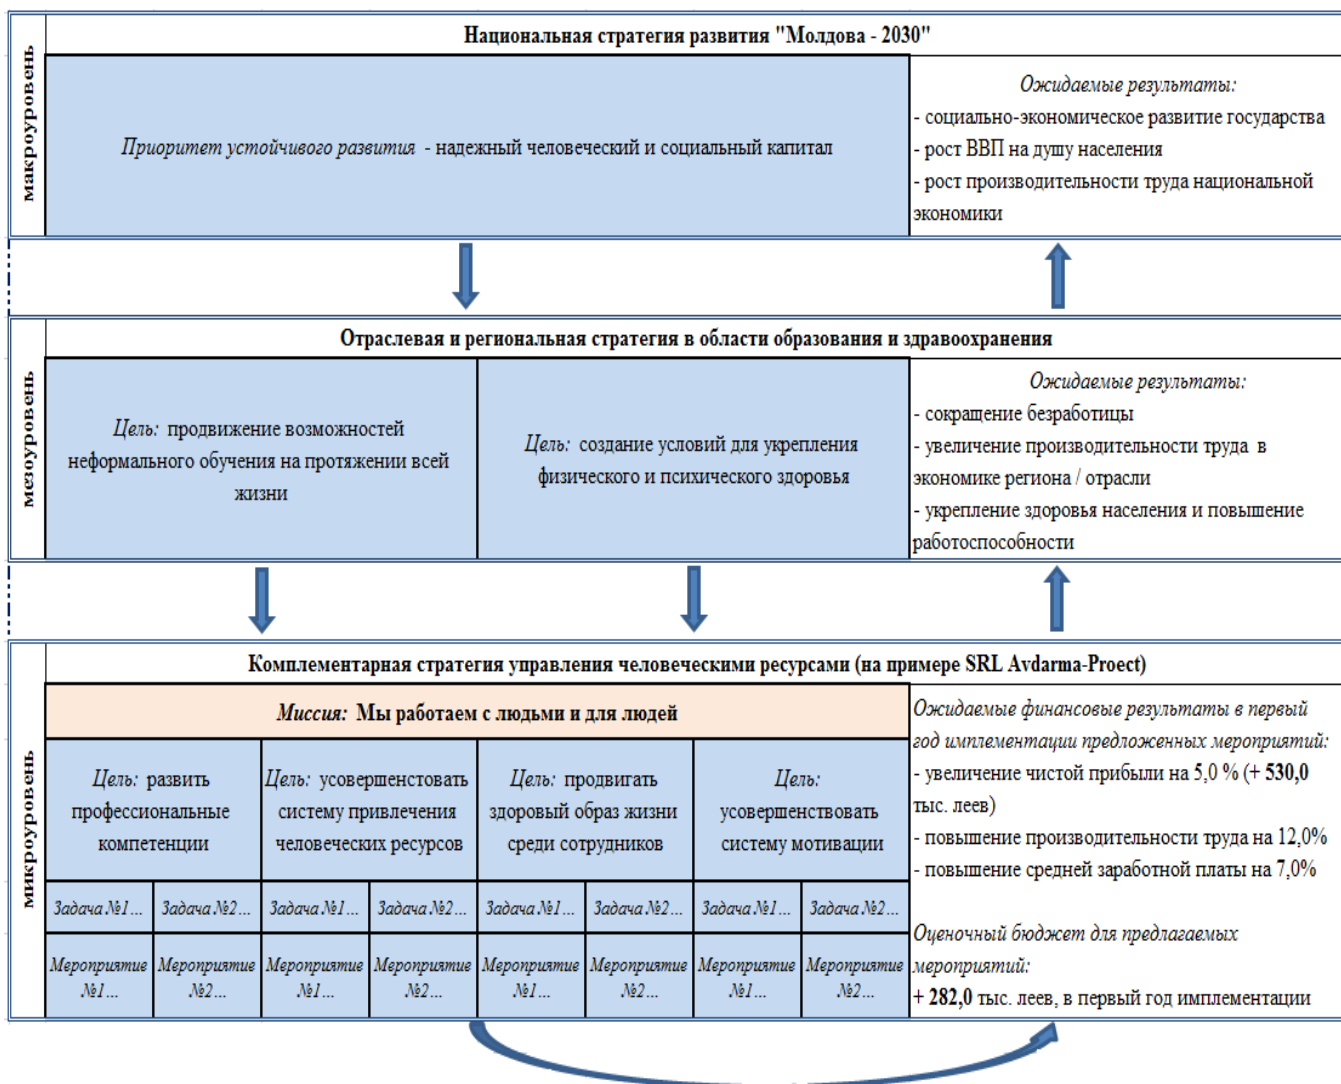 макроуровень
Национальная стратегия развития "Молдова - 2030"
Приоритет устойчивого развития - надежный человеческий и социальный капитал
Ожидаемые результаты:
- социально-экономическое развитие государства
- рост ВВП на душу населения
- рост производительности труда национальной
экономики
мезоуровень
Отраслевая и региональная стратегия в области образования и здравоохранения
Цель: продвижение возможностей
неформального обучения на протяжении всей
жизни
Цель: создание условий для укрепления
физического и психического здоровья
Ожидаемые результаты:
- сокращение безработицы
- увеличение производительности труда в
экономике региона / отрасли
- укрепление здоровья населения и повышение
работоспособности
микроуровень
Комплементарная стратегия управления человеческими ресурсами (на примере SRL Avdarma-Proect)
Миссия: Мы работаем с людьми и для людей
Цель: развить
профессиональные
компетенции
Цель: усовершенстовать
систему привлечения
человеческих ресурсов
Цель: продвигать
здоровый образ жизни
среди сотрудников
Цель:
усовершенствовать
систему мотивации
Задача №1...
Задача №2...
Задача №1...
Задача №2...
Задача №1...
Задача №2...
Задача №1...
Задача №2...
Мероприятие
№1...
Мероприятие
№2...
Мероприятие
№1...
Мероприятие
№2...
Мероприятие
№1...
Мероприятие
№2...
Мероприятие
№1...
Мероприятие
№2...
Ожидаемые финансовые результаты в первый
год имплементации предложенных мероприятий:
- увеличение чистой прибыли на 5,0 % (+ 530,0
тыс. леев)
- повышение производительности труда на 12,0%
- повышение средней заработной платы на 7,0%
Оценочный бюджет для предлагаемых
мероприятий:
+ 282,0 тыс. леев, в первый год имплементации